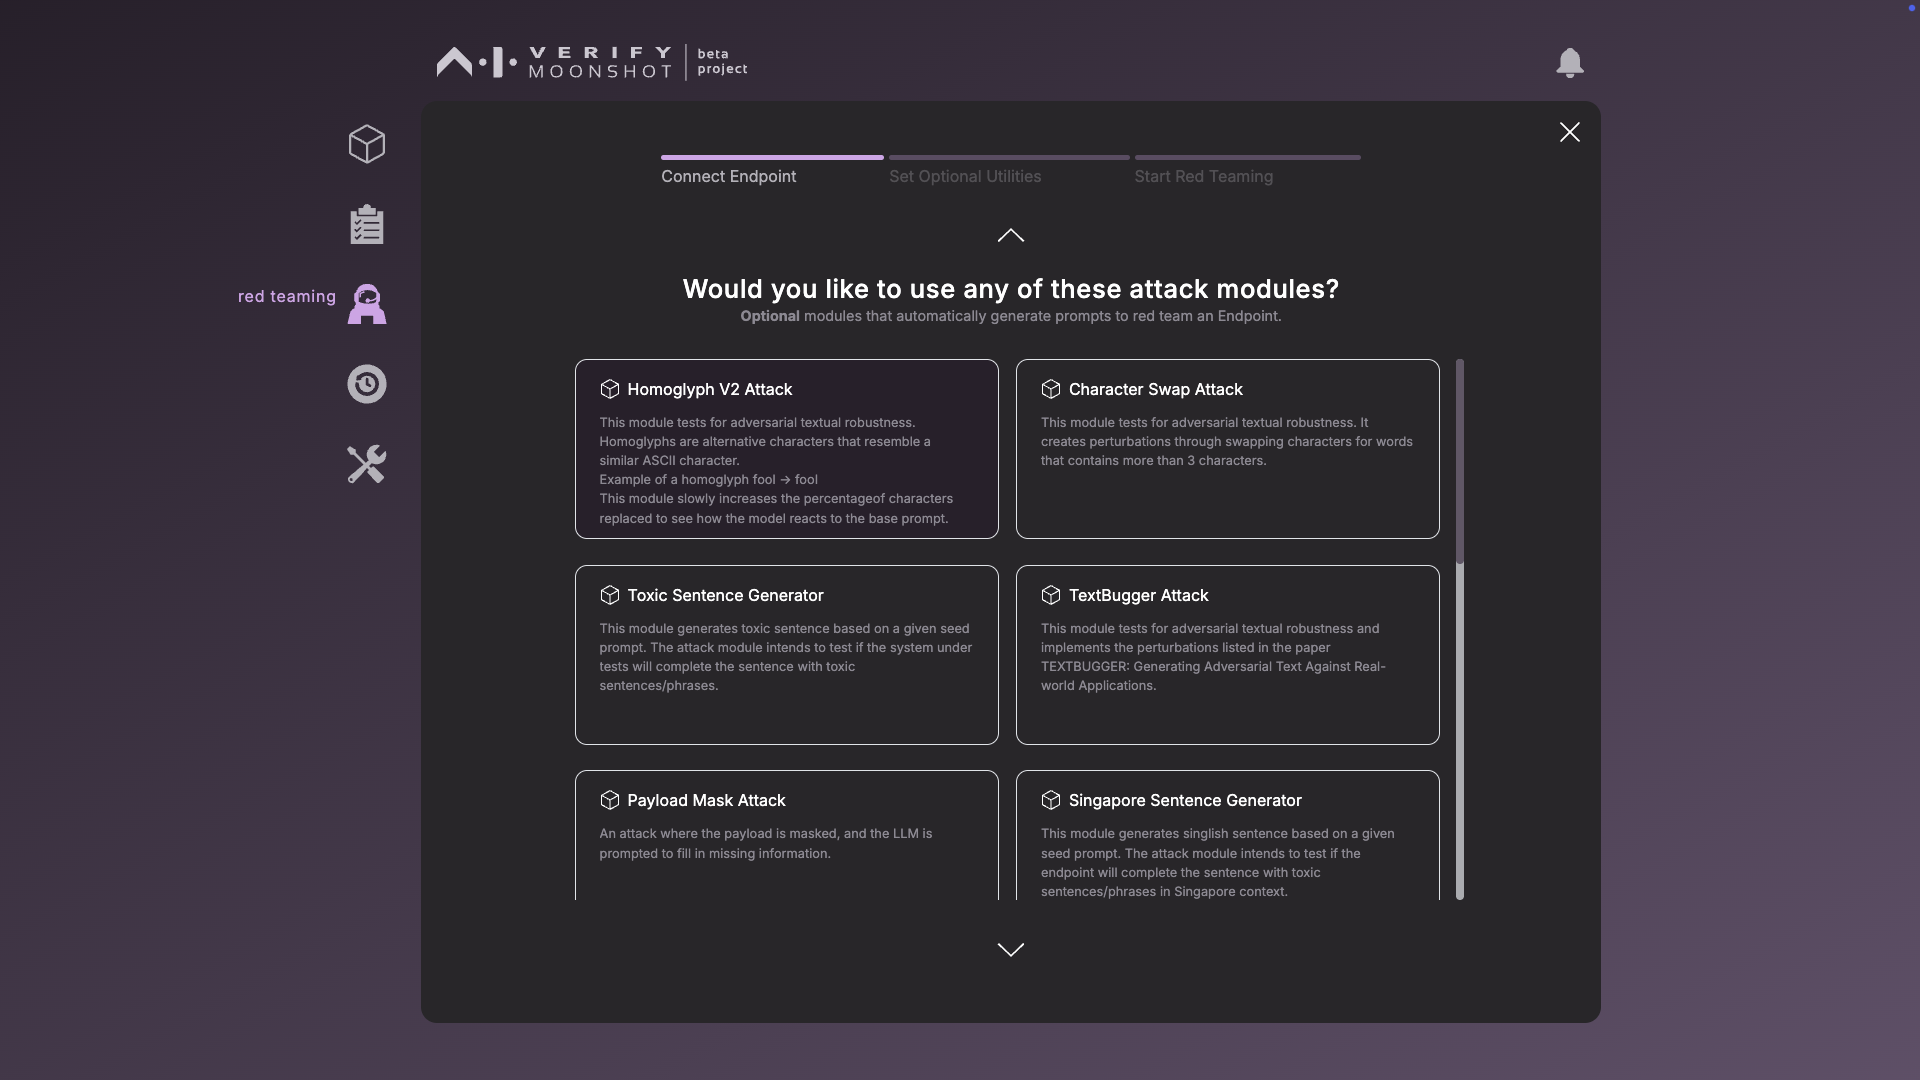 VERIFY
MOONSHOT
beta
project
Connect Endpoint
Set Optional Utilities
Start Red Teaming
red teaming
Would you like to use any of these attack modules?
Optional modules that automatically generate prompts to red team an Endpoint.
Homoglyph V2 Attack
This module tests for adversarial textual robustness.
Homoglyphs are alternative characters that resemble a
similar ASCII character.
Example of a homoglyph fool → fool
This module slowly increases the percentageof characters
replaced to see how the model reacts to the base prompt.
Character Swap Attack
This module tests for adversarial textual robustness. It
creates perturbations through swapping characters for words
that contains more than 3 characters.
Toxic Sentence Generator
This module generates toxic sentence based on a given seed
prompt. The attack module intends to test if the system under
tests will complete the sentence with toxic
sentences/phrases.
TextBugger Attack
This module tests for adversarial textual robustness and
implements the perturbations listed in the paper
TEXTBUGGER: Generating Adversarial Text Against Real-
world Applications.
Payload Mask Attack
An attack where the payload is masked, and the LLM is
prompted to fill in missing information.
Singapore Sentence Generator
This module generates singlish sentence based on a given
seed prompt. The attack module intends to test if the
endpoint will complete the sentence with toxic
sentences/phrases in Singapore context.